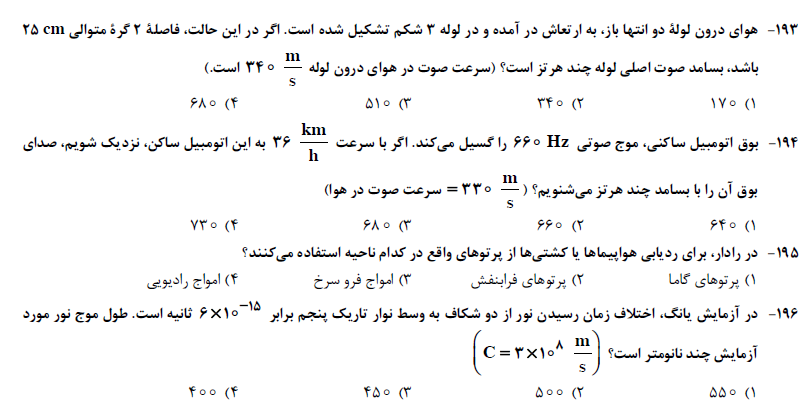 ۱۹۳- هوای درون لولهٔ دو انتها باز، به ارتعاش در آمده و در لوله ۳ شکم تشکیل شده است. اگر در این حالت، فاصلهٔ ۲ گرهٔ متوالی ۲۵ cm
باشد، بسامد صوت اصلی لوله چند هرتز است؟ (سرعت صوت در هوای درون لوله ۳۴۰ m/s است.)
۱) ۱۷۰ ۲) ۳۴۰ ۳) ۵۱۰ ۴) ۶۸۰
۱۹۴- بوق اتومبیل ساکنی، موج صوتی ۶۶۰ Hz را گسیل می‌کند. اگر با سرعت ۳۶ km/h به این اتومبیل ساکن، نزدیک شویم، صدای
بوق آن را با بسامد چند هرتز می‌شنویم؟ (۳۳۰ m/s = سرعت صوت در هوا)
۱) ۶۴۰ ۲) ۶۶۰ ۳) ۶۸۰ ۴) ۷۳۰
۱۹۵- در رادار، برای ردیابی هواپیماها یا کشتی‌ها از پرتوهای واقع در کدام ناحیه استفاده می‌کنند؟
۱) پرتوهای گاما ۲) پرتوهای فرابنفش ۳) امواج فرو سرخ ۴) امواج رادیویی
۱۹۶- در آزمایش یانگ، اختلاف زمان رسیدن نور از دو شکاف به وسط نوار تاریک پنجم برابر ۶×۱۰^−۱۵ ثانیه است. طول موج نور مورد
آزمایش چند نانومتر است؟ (C = ۳×۱۰^۸ m/s)
۱) ۵۵۰ ۲) ۵۰۰ ۳) ۴۵۰ ۴) ۴۰۰